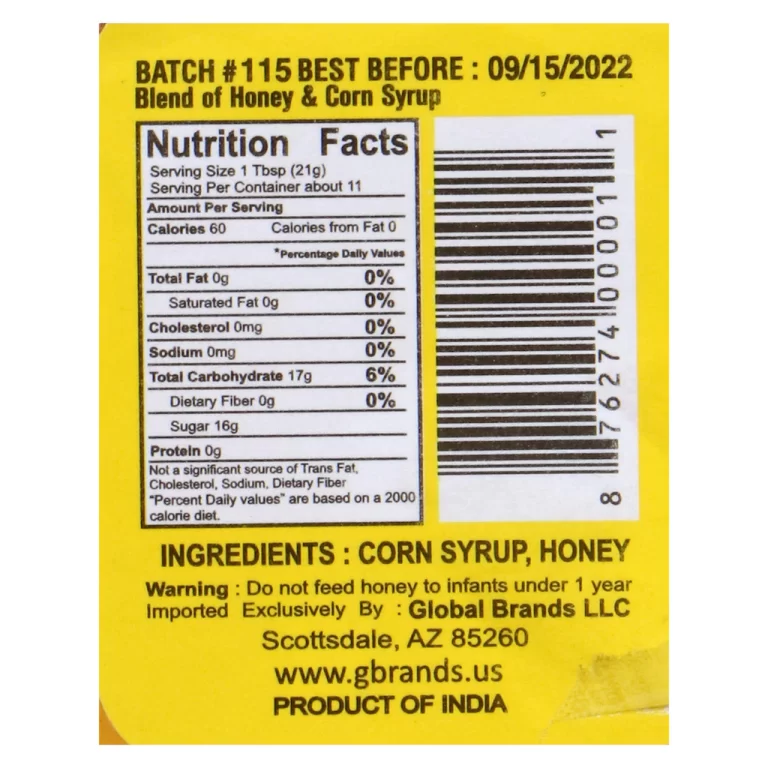 BATCH #115 BEST BEFORE : 09/15/2022
Blend of Honey & Corn Syrup
Nutrition Facts
Serving Size 1 Tbsp (21g)
Serving Per Container about 11
Amount Per Serving
Calories 60 Calories from Fat 0
*Percentage Daily Values
Total Fat 0g 0%
Saturated Fat 0g 0%
Cholesterol 0mg 0%
Sodium 0mg 0%
Total Carbohydrate 17g 6%
Dietary Fiber 0g 0%
Sugar 16g
Protein 0g
Not a significant source of Trans Fat,
Cholesterol, Sodium, Dietary Fiber
"Percent Daily values" are based on a 2000
calorie diet.
8 76274 00001 1
INGREDIENTS : CORN SYRUP, HONEY
Warning : Do not feed honey to infants under 1 year
Imported Exclusively By : Global Brands LLC
Scottsdale, AZ 85260
www.gbrands.us
PRODUCT OF INDIA